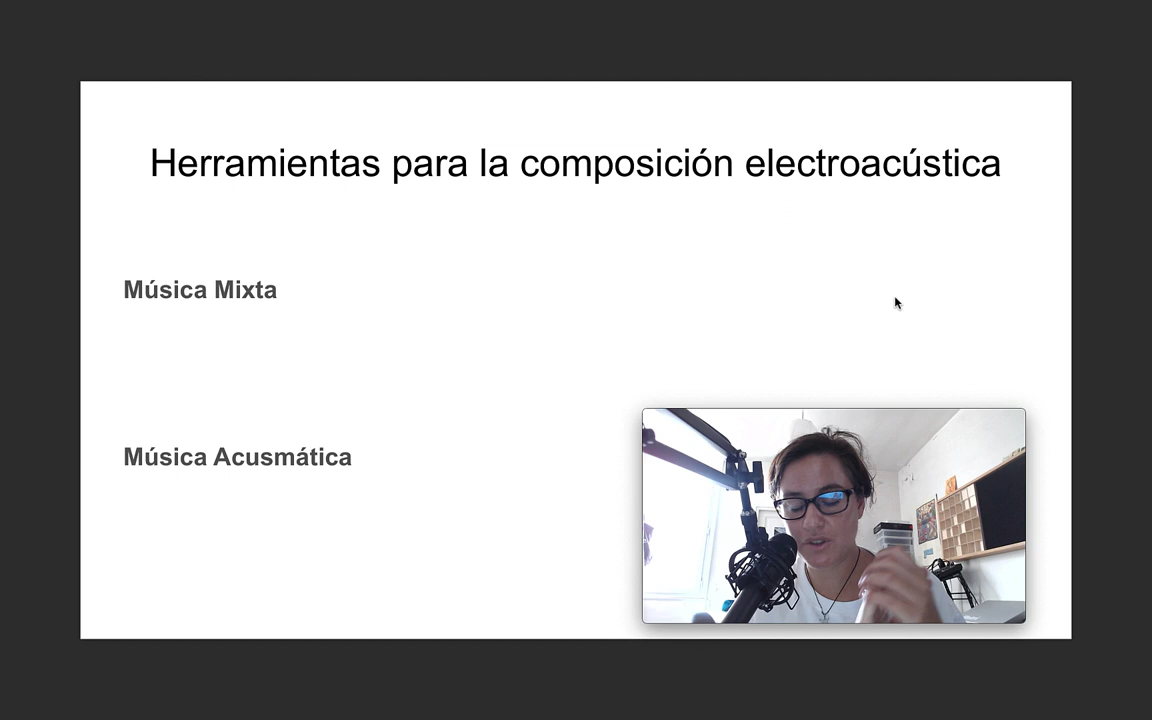 Herramientas para la composición electroacústica
Música Mixta
Música Acusmática